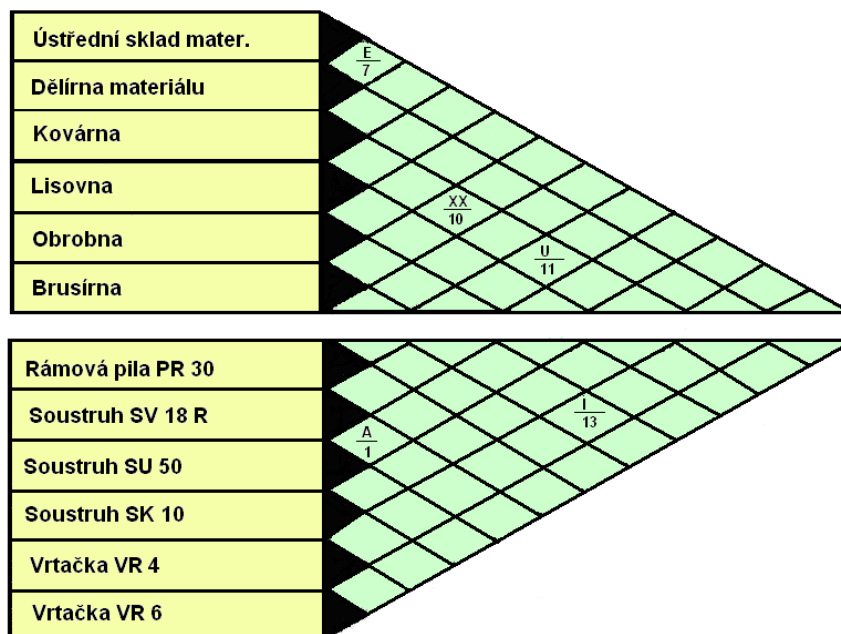 Ústřední sklad mater.
E
7
Dělírna materiálu
Kovárna
Lisovna
XX
10
Obrobna
U
11
Brusírna
Rámová pila PR 30
Soustruh SV 18 R
I
13
A
1
Soustruh SU 50
Soustruh SK 10
Vrtačka VR 4
Vrtačka VR 6